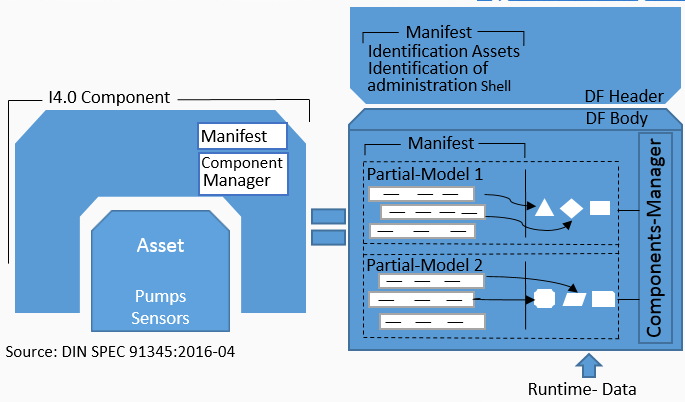 I4.0 Component
Manifest
Component
Manager
Asset
Pumps
Sensors
Source: DIN SPEC 91345:2016-04
Manifest
Identification Assets
Identification of
administration Shell
DF Header
DF Body
Manifest
Partial-Model 1
Partial-Model 2
Components-Manager
Runtime- Data